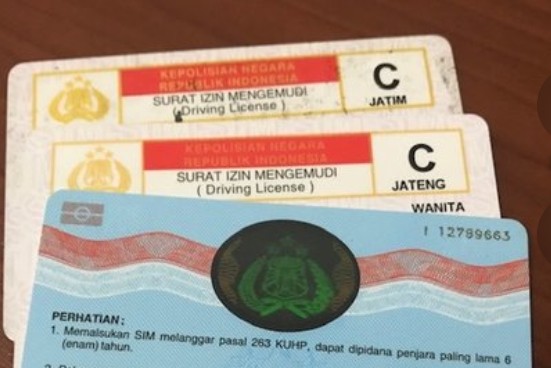 KEPOLISIAN NEGARA
REPUBLIK INDONESIA
SURAT IZIN MENGEMUDI
( Driving License )
C
JATIM
KEPOLISIAN NEGARA
REPUBLIK INDONESIA
SURAT IZIN MENGEMUDI
( Driving License )
C
JATENG
WANITA
12799663
PERHATIAN :
1. Memalsukan SIM melanggar pasal 263 KUHP, dapat dipidana penjara paling lama 6
(enam) tahun.